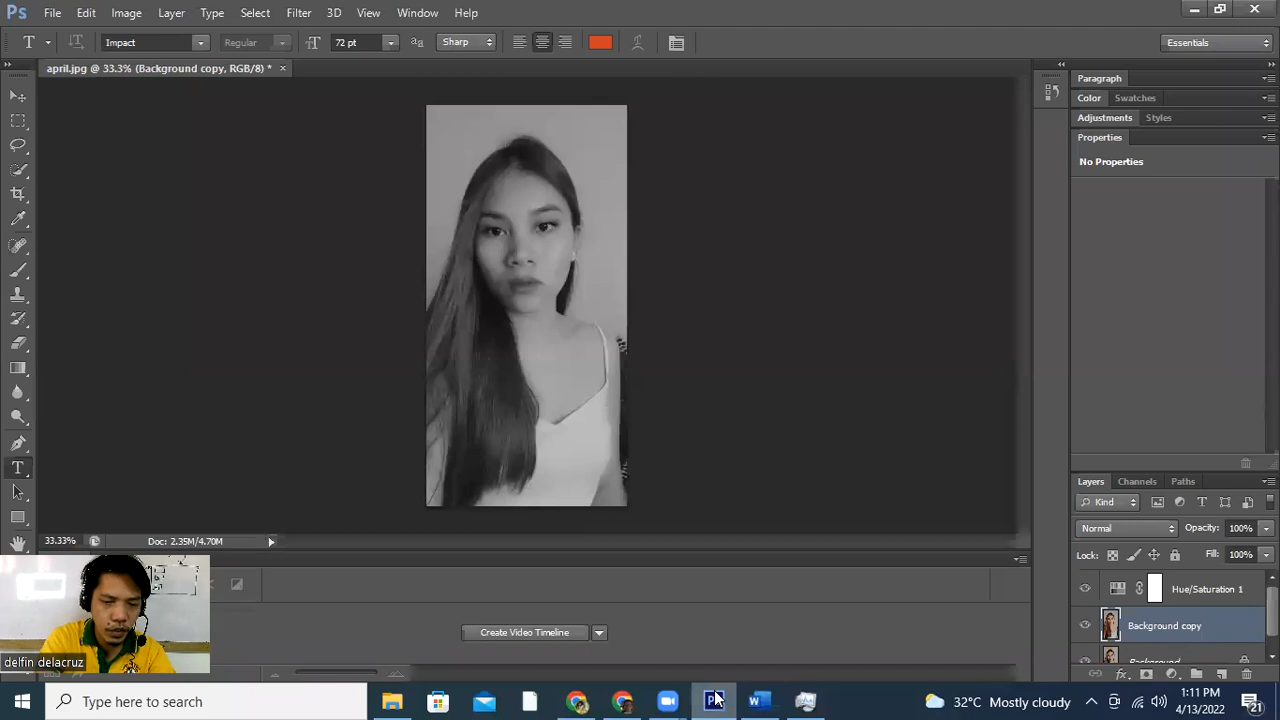 Ps File Edit Image Layer Type Select Filter 3D View Window Help
T Impact Regular 72 pt Sharp Essentials
april.jpg @ 33.3% (Background copy, RGB/8) * ×
Paragraph
Color Swatches
Adjustments Styles
Properties
No Properties
Layers Channels Paths
Kind
Normal Opacity: 100%
Lock: Fill: 100%
Hue/Saturation 1
Background copy
Background
33.33% Doc: 2.35M/4.70M
Create Video Timeline
delfin delacruz
Type here to search
32°C Mostly cloudy
1:11 PM
4/13/2022
21